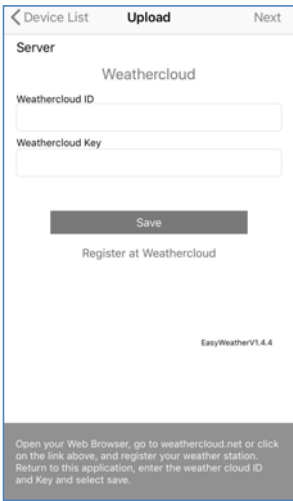 Device List Upload Next
Server
Weathercloud
Weathercloud ID
Weathercloud Key
Save
Register at Weathercloud
EasyWeatherV1.4.4
Open your Web Browser, go to weathercloud.net or click
on the link above, and register your weather station.
Return to this application, enter the weather cloud ID
and Key and select save.